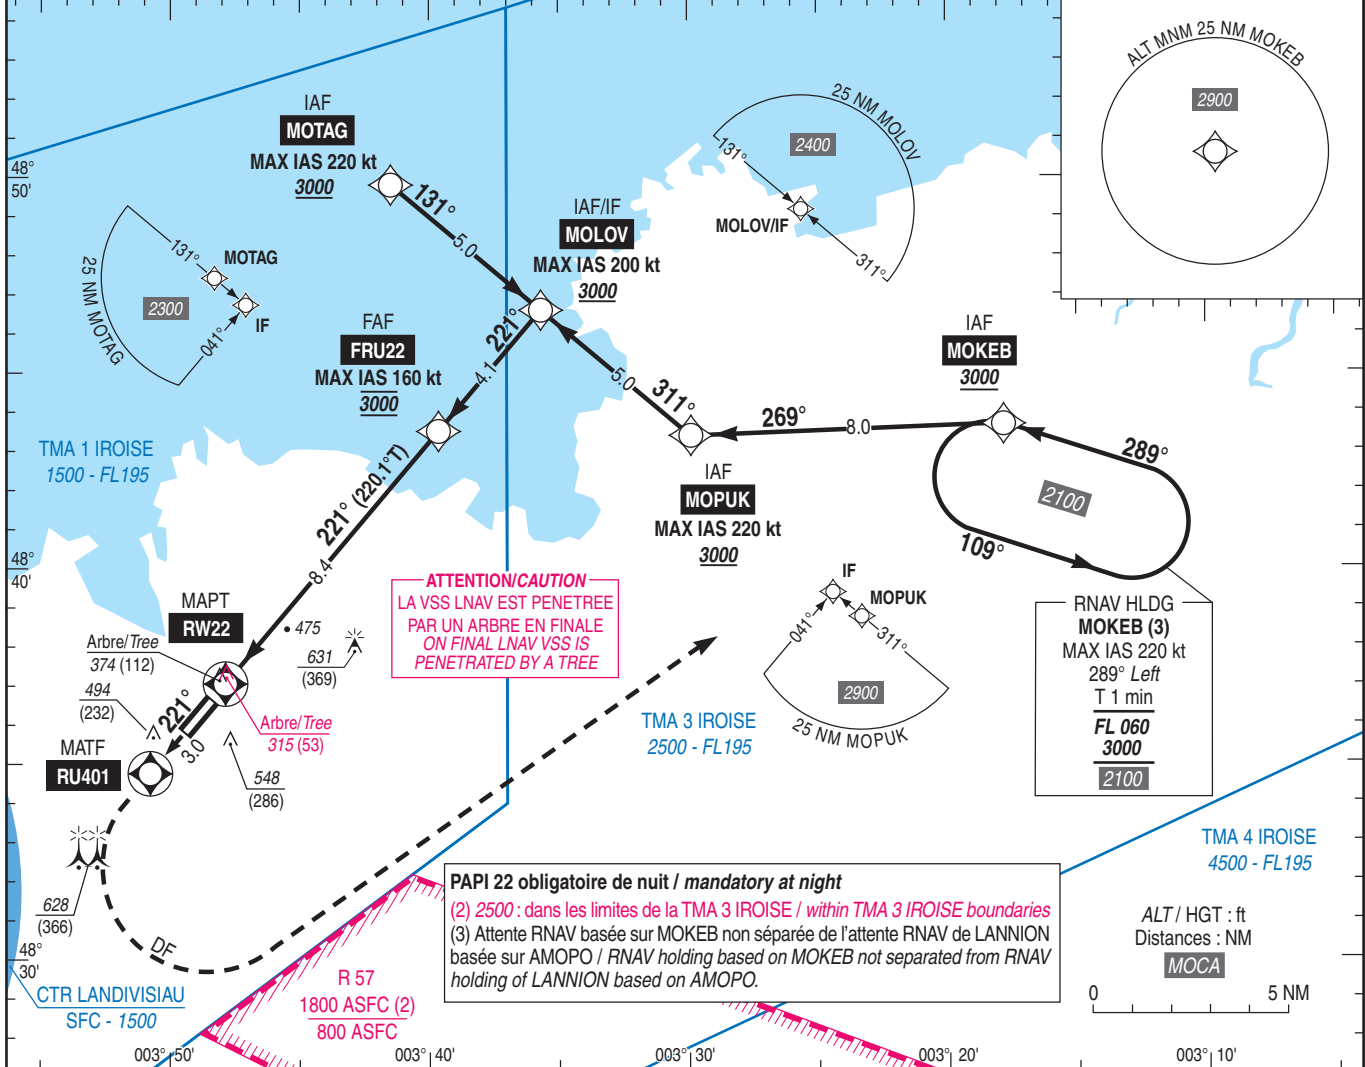 ALT MNM 25 NM MOKEB
2900
IAF
MOTAG
MAX IAS 220 kt
3000
48°
50'
131°
5.0
25 NM MOLOV
2400
131°
MOLOV/IF
311°
IAF/IF
MOLOV
MAX IAS 200 kt
3000
131°
MOTAG
2300
IF
041°
25 NM MOTAG
FAF
FRU22
MAX IAS 160 kt
3000
221°
4.1
IAF
MOKEB
3000
5.0
311°
269°
8.0
289°
2100
109°
TMA 1 IROISE
1500 - FL195
221° (220.1°T)
8.4
IAF
MOPUK
MAX IAS 220 kt
3000
48°
40'
ATTENTION/CAUTION
LA VSS LNAV EST PENETREE
PAR UN ARBRE EN FINALE
ON FINAL LNAV VSS IS
PENETRATED BY A TREE
IF
MOPUK
041°
311°
2900
25 NM MOPUK
RNAV HLDG
MOKEB (3)
MAX IAS 220 kt
289° Left
T 1 min
FL 060
3000
2100
MAPT
RW22
475
631
(369)
Arbre/Tree
374 (112)
494
(232)
221°
3.0
Arbre/Tree
315 (53)
MATF
RU401
548
(286)
TMA 3 IROISE
2500 - FL195
TMA 4 IROISE
4500 - FL195
628
(366)
DF
48°
30'
CTR LANDIVISIAU
SFC - 1500
R 57
1800 ASFC (2)
800 ASFC
PAPI 22 obligatoire de nuit / mandatory at night
(2) 2500 : dans les limites de la TMA 3 IROISE / within TMA 3 IROISE boundaries
(3) Attente RNAV basée sur MOKEB non séparée de l'attente RNAV de LANNION
basée sur AMOPO / RNAV holding based on MOKEB not separated from RNAV
holding of LANNION based on AMOPO.
ALT / HGT : ft
Distances : NM
MOCA
0 5 NM
003° 50' 003° 40' 003° 30' 003° 20' 003° 10'